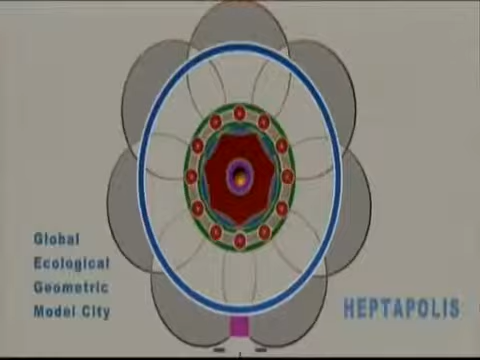 Global
Ecological
Geometric
Model City
HEPTAPOLIS